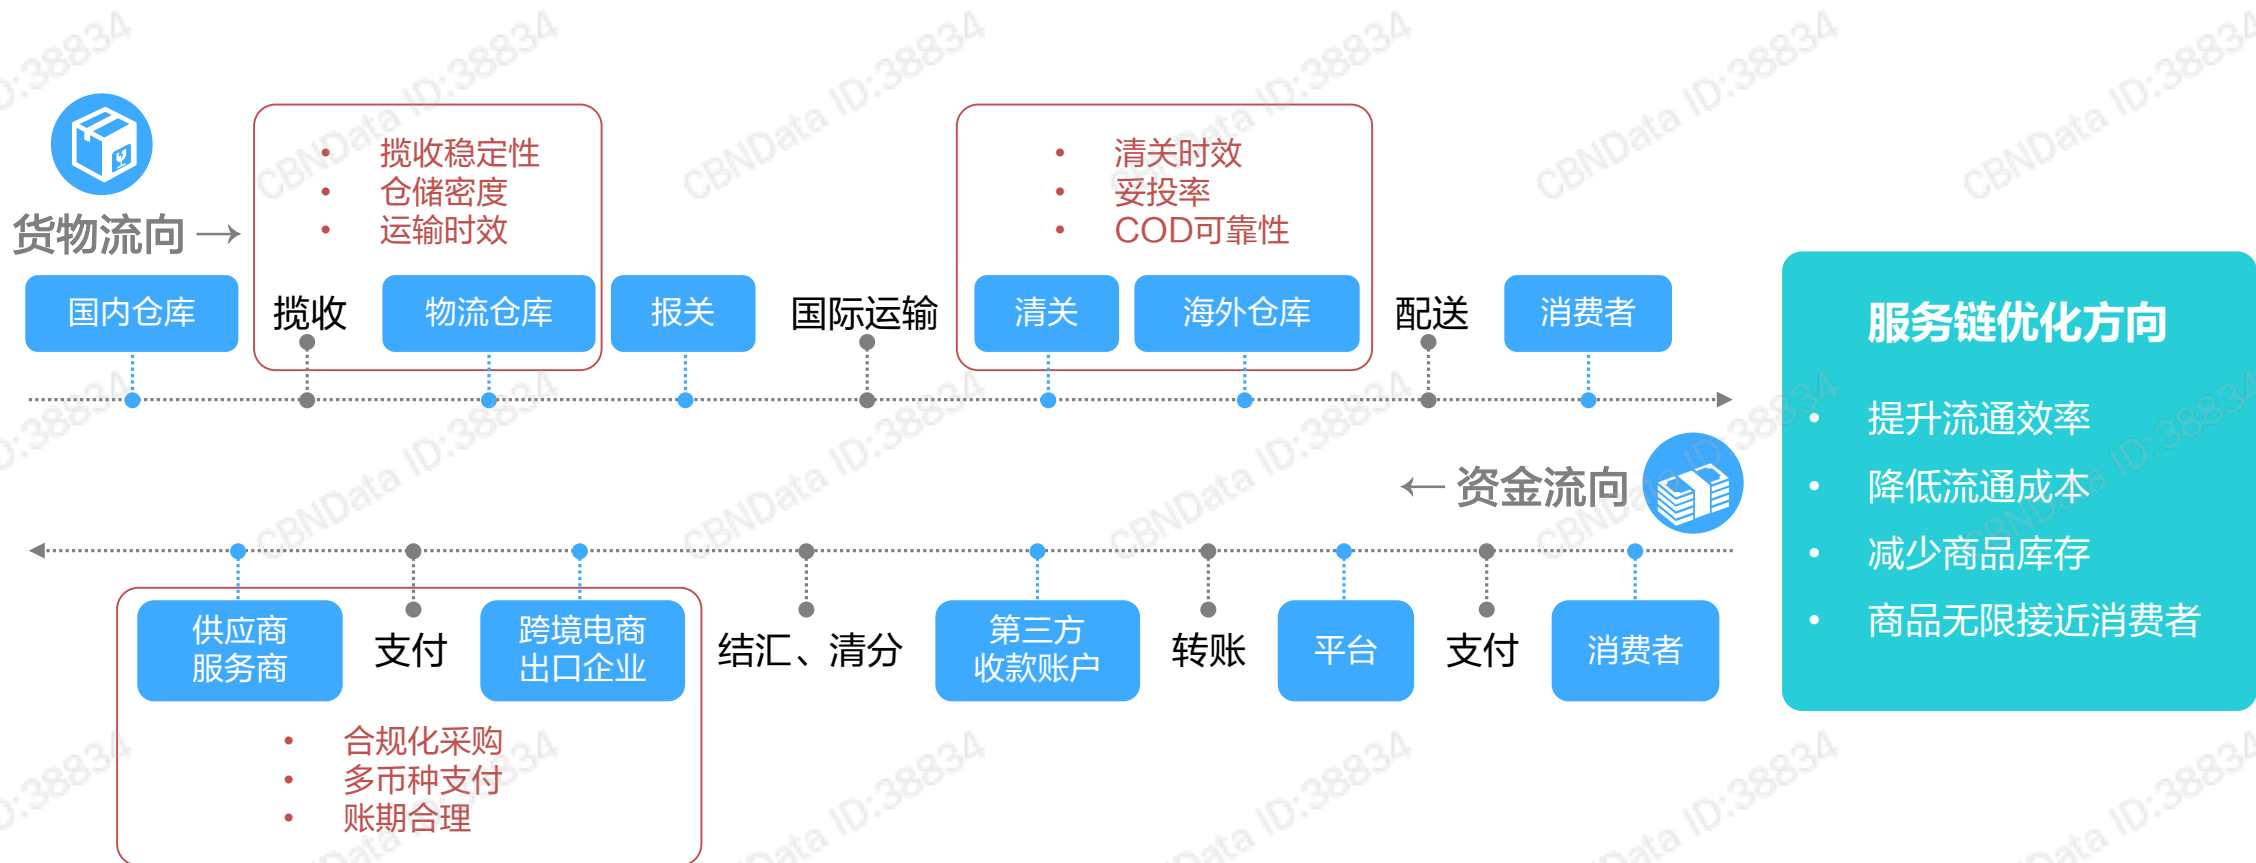 货物流向
• 揽收稳定性
• 仓储密度
• 运输时效
• 清关时效
• 妥投率
• COD可靠性
国内仓库
揽收
物流仓库
报关
国际运输
清关
海外仓库
配送
消费者
资金流向
供应商
服务商
支付
跨境电商
出口企业
结汇、清分
第三方
收款账户
转账
平台
支付
消费者
• 合规化采购
• 多币种支付
• 账期合理
服务链优化方向
• 提升流通效率
• 降低流通成本
• 减少商品库存
• 商品无限接近消费者
CBNData ID:38834